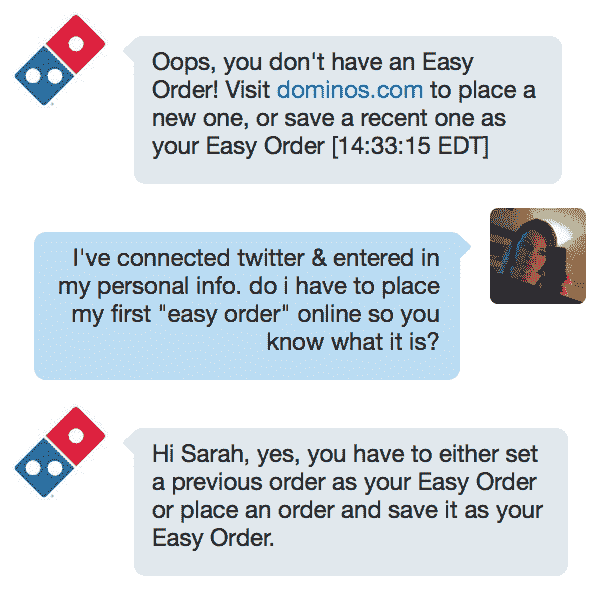 Oops, you don't have an Easy
Order! Visit dominos.com to place a
new one, or save a recent one as
your Easy Order [14:33:15 EDT]
I've connected twitter & entered in
my personal info. do i have to place
my first "easy order" online so you
know what it is?
Hi Sarah, yes, you have to either set
a previous order as your Easy Order
or place an order and save it as your
Easy Order.